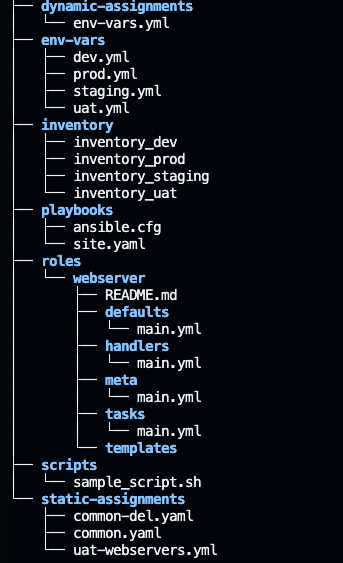 dynamic-assignments
env-vars.yml
env-vars
dev.yml
prod.yml
staging.yml
uat.yml
inventory
inventory_dev
inventory_prod
inventory_staging
inventory_uat
playbooks
ansible.cfg
site.yaml
roles
webserver
README.md
defaults
main.yml
handlers
main.yml
meta
main.yml
tasks
main.yml
templates
scripts
sample_script.sh
static-assignments
common-del.yaml
common.yaml
uat-webservers.yml